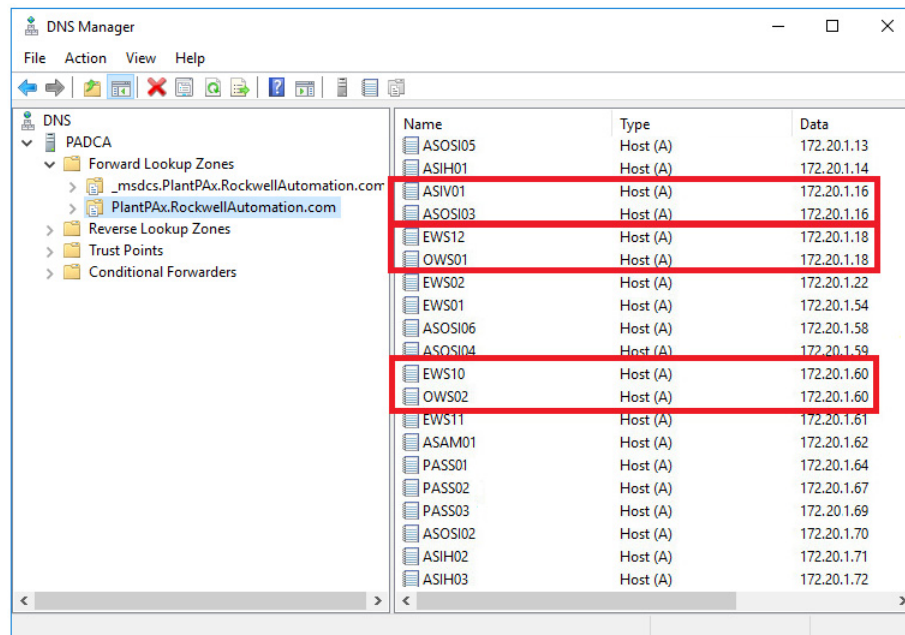 DNS Manager
File Action View Help
DNS
PADCA
Forward Lookup Zones
_msdcs.PlantPAx.RockwellAutomation.com
PlantPAx.RockwellAutomation.com
Reverse Lookup Zones
Trust Points
Conditional Forwarders
Name Type Data
ASOSI05 Host (A) 172.20.1.13
ASIH01 Host (A) 172.20.1.14
ASIV01 Host (A) 172.20.1.16
ASOSI03 Host (A) 172.20.1.16
EWS12 Host (A) 172.20.1.18
OWS01 Host (A) 172.20.1.18
EWS02 Host (A) 172.20.1.22
EWS01 Host (A) 172.20.1.54
ASOSI06 Host (A) 172.20.1.58
ASOSI04 Host (A) 172.20.1.59
EWS10 Host (A) 172.20.1.60
OWS02 Host (A) 172.20.1.60
EWS11 Host (A) 172.20.1.61
ASAM01 Host (A) 172.20.1.62
PASS01 Host (A) 172.20.1.64
PASS02 Host (A) 172.20.1.67
PASS03 Host (A) 172.20.1.69
ASOSI02 Host (A) 172.20.1.70
ASIH02 Host (A) 172.20.1.71
ASIH03 Host (A) 172.20.1.72